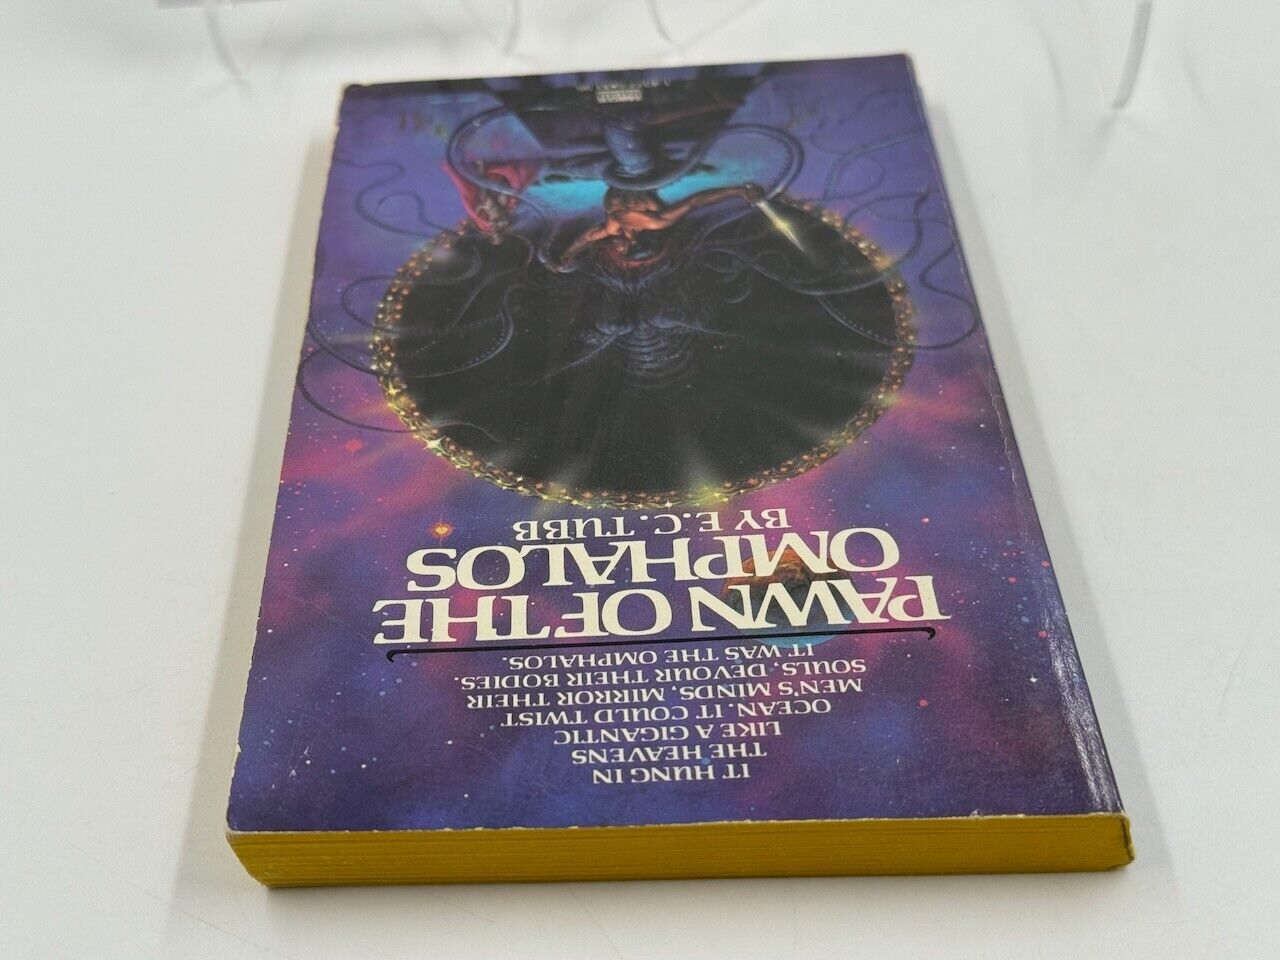 IT HUNG IN
THE HEAVENS
LIKE A GIGANTIC
OCEAN. IT COULD TWIST
MEN'S MINDS, MIRROR THEIR
SOULS, DEVOUR THEIR BODIES.
IT WAS THE OMPHALOS.
PAWN OF THE
OMPHALOS
BY E.C. TUBB